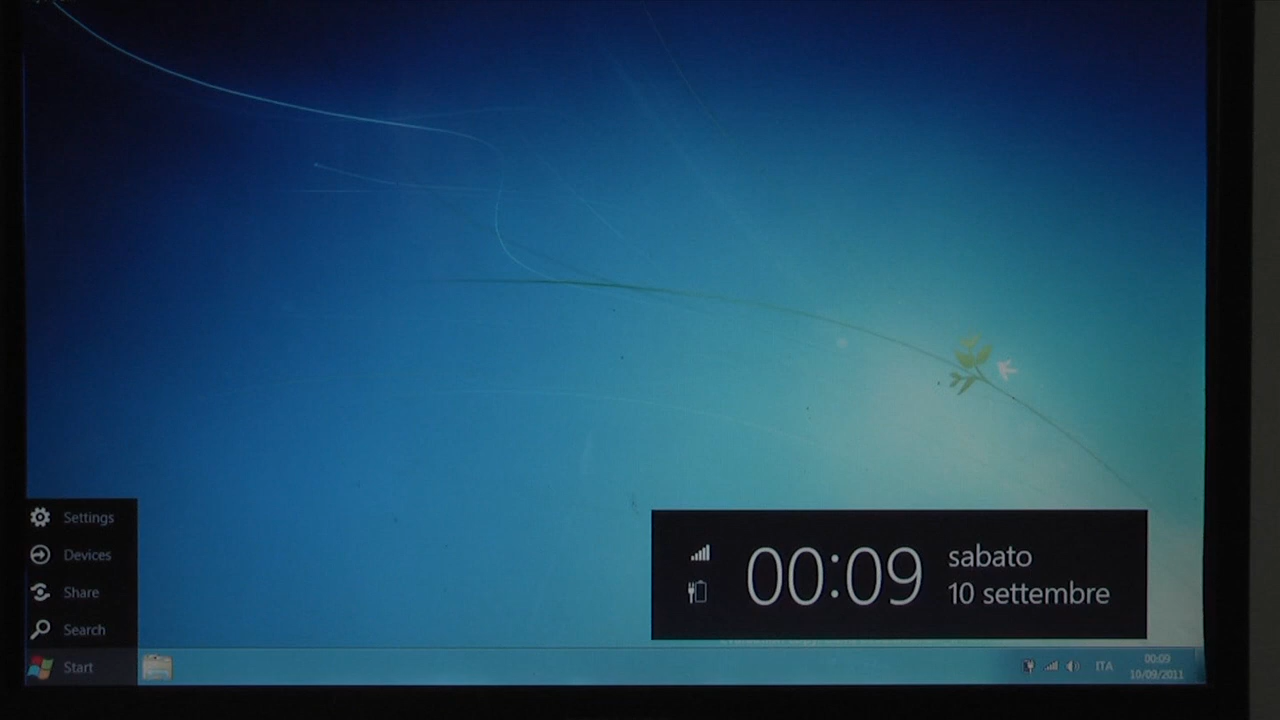 Settings
Devices
Share
Search
Start
00:09
sabato
10 settembre
ITA
00:09
10/09/2011